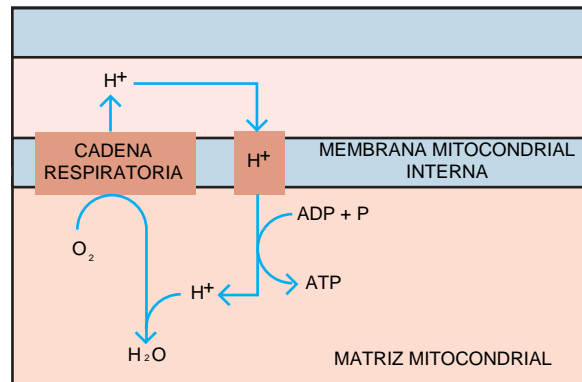 H+
CADENA
RESPIRATORIA
H+
MEMBRANA MITOCONDRIAL
INTERNA
ADP + P
O₂
ATP
H+
H₂O
MATRIZ MITOCONDRIAL